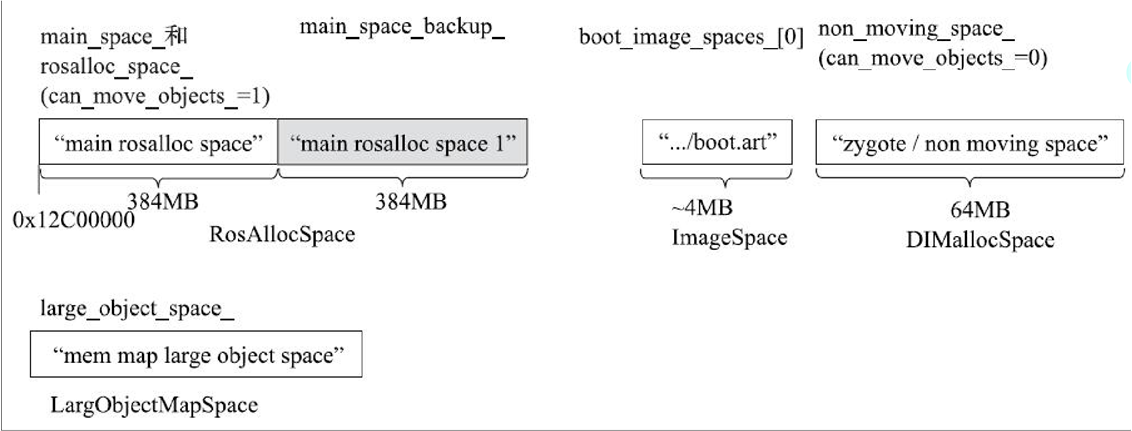 main_space_和
rosalloc_space_
(can_move_objects_=1)
main_space_backup_
boot_image_spaces_[0]
non_moving_space_
(can_move_objects_=0)
“main rosalloc space”
“main rosalloc space 1”
“.../boot.art”
“zygote / non moving space”
0x12C00000
384MB
384MB
RosAllocSpace
~4MB
ImageSpace
64MB
DIMallocSpace
large_object_space_
“mem map large object space”
LargObjectMapSpace